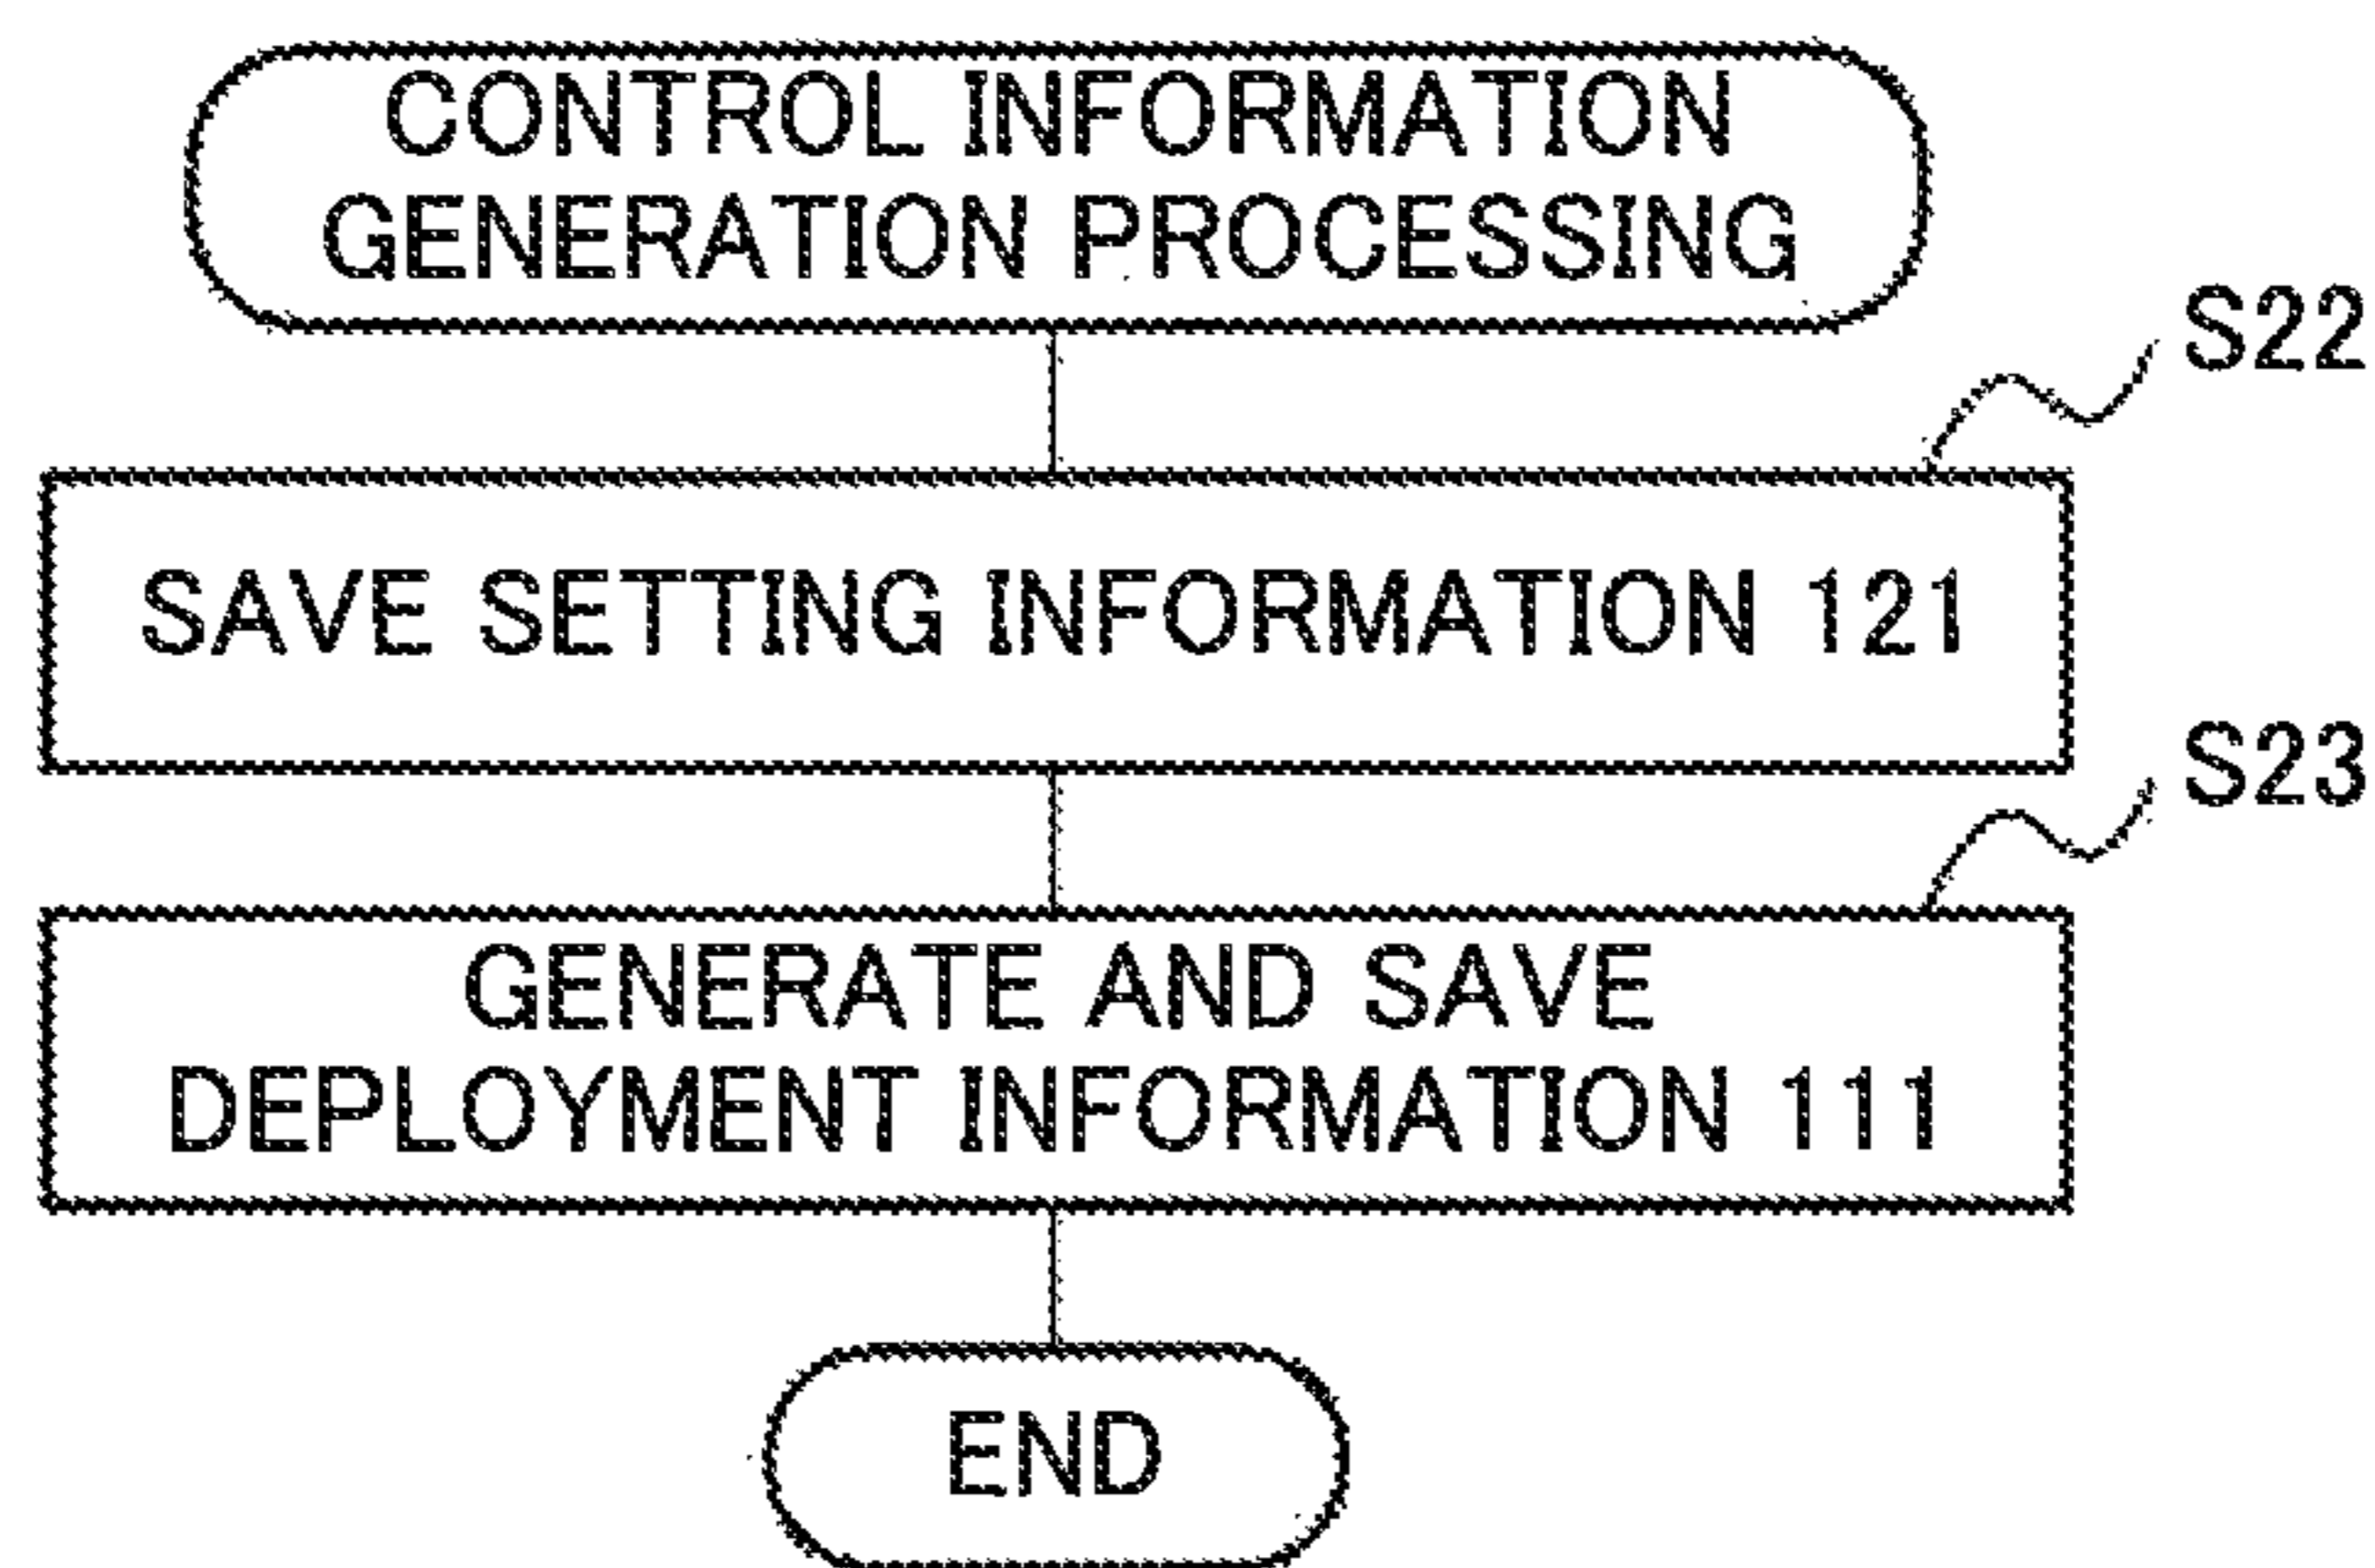 CONTROL INFORMATION
GENERATION PROCESSING
S22
SAVE SETTING INFORMATION 121
S23
GENERATE AND SAVE
DEPLOYMENT INFORMATION 111
END